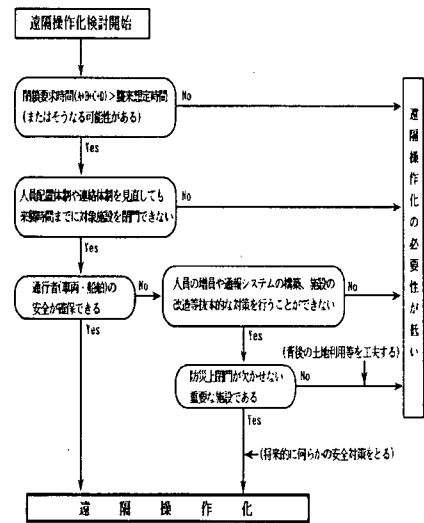 遠隔操作化検討開始
閉鎖要求時間(A+B+C+D)>襲来想定時間
(またはそうなる可能性がある)
No
Yes
人員配置体制や連絡体制を見直しても
来襲時間までに対象施設を閉門できない
No
Yes
通行者(車両・船舶)の
安全が確保できる
No
Yes
人員の増員や通報システムの構築、施設の
改造等抜本的な対策を行うことができない
No
Yes
(背後の土地利用等を工夫する)
防災上閉門が欠かせない
重要な施設である
No
Yes
(将来的に何らかの安全対策をとる)
遠隔操作化
遠隔操作化の必要性が低い